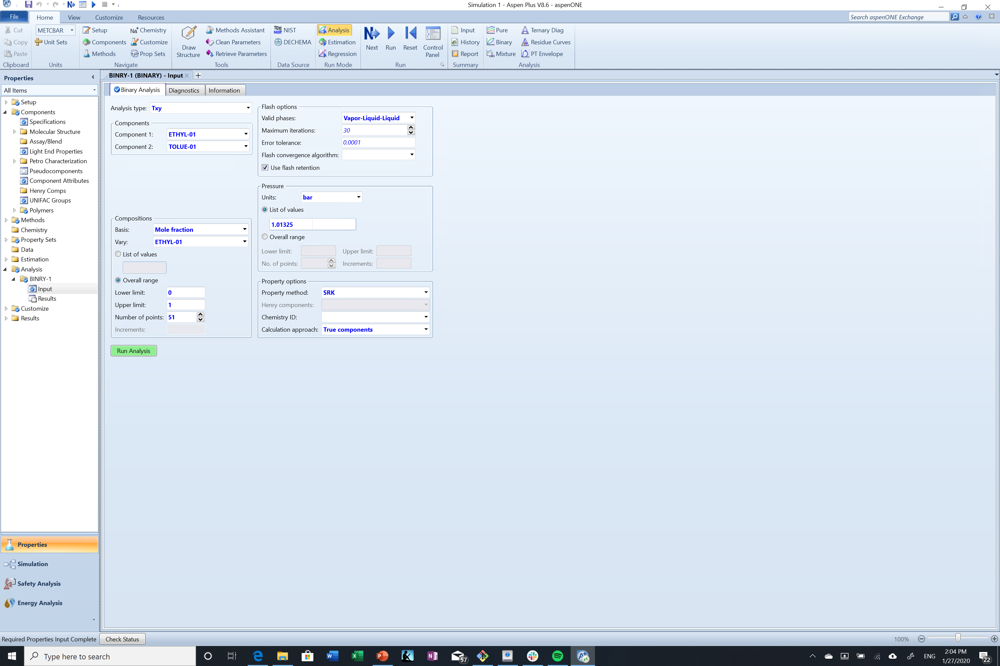 Simulation 1 - Aspen Plus V8.6 - aspenONE
File Home View Customize Resources Search aspenONE Exchange
Cut METCBAR Setup Na+ Chemistry Methods Assistant TDE NIST NIST Analysis Input Pure Ternary Diag
Copy Unit Sets Components Customize Clean Parameters DECHEMA Estimation History Binary Residue Curves
Paste Methods Prop Sets Draw Structure Retrieve Parameters Regression Next Run Reset Control Panel Report Mixture PT Envelope
Clipboard Units Navigate Tools Data Source Run Mode Run Summary Analysis
Properties
All Items
Setup
Components
Specifications
Molecular Structure
Assay/Blend
Light End Properties
Petro Characterization
Pseudocomponents
Component Attributes
Henry Comps
UNIFAC Groups
Polymers
Methods
Chemistry
Property Sets
Data
Estimation
Analysis
BINRY-1
Input
Results
Customize
Results
Properties
Simulation
Safety Analysis
Energy Analysis
BINRY-1 (BINARY) - Input
Binary Analysis Diagnostics Information
Analysis type: Txy
Components
Component 1: ETHYL-01
Component 2: TOLUE-01
Compositions
Basis: Mole fraction
Vary: ETHYL-01
List of values
Overall range
Lower limit: 0
Upper limit: 1
Number of points: 51
Increments:
Run Analysis
Flash options
Valid phases: Vapor-Liquid-Liquid
Maximum iterations: 30
Error tolerance: 0.0001
Flash convergence algorithm:
Use flash retention
Pressure
Units: bar
List of values
1.01325
Overall range
Lower limit: Upper limit:
No. of points: Increments:
Property options
Property method: SRK
Henry components:
Chemistry ID:
Calculation approach: True components
Required Properties Input Complete Check Status 100%
Type here to search 57 ENG 2:04 PM
1/27/2020 22